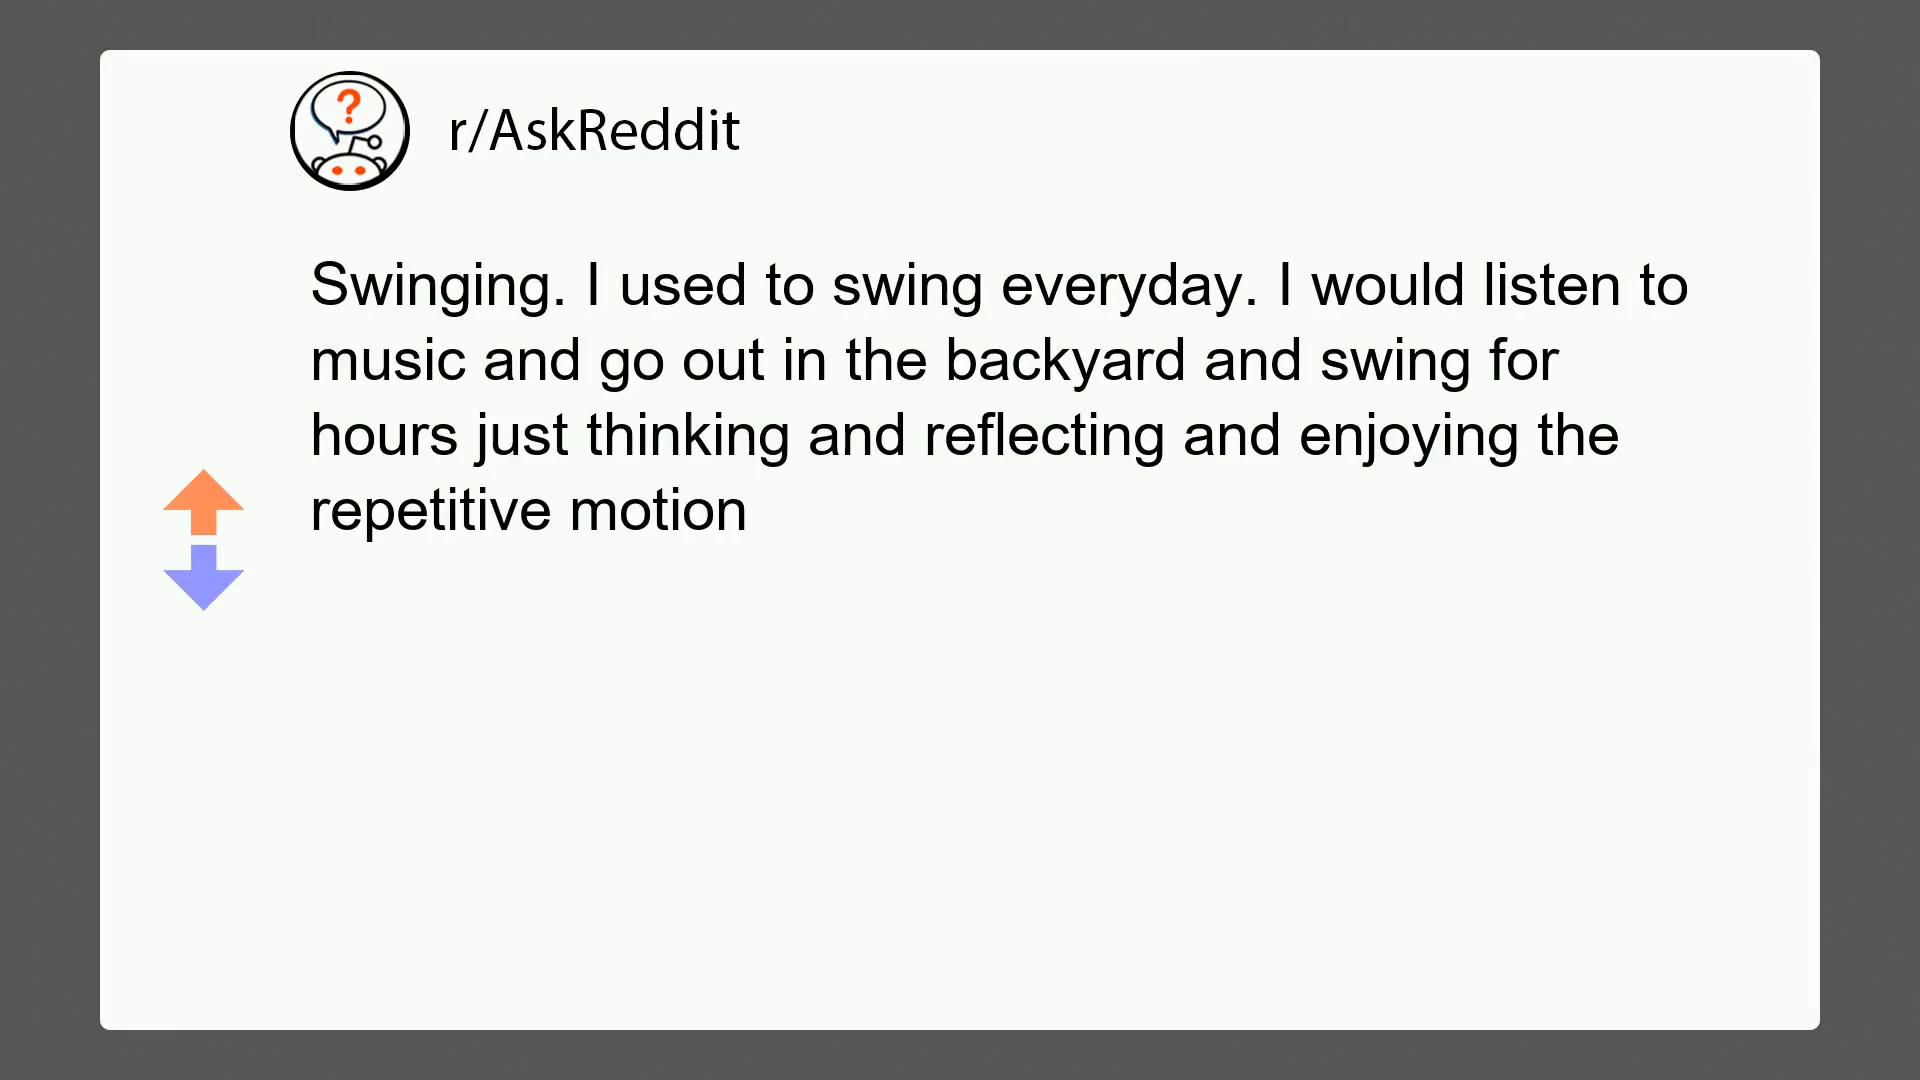 ?
r/AskReddit
Swinging. I used to swing everyday. I would listen to
music and go out in the backyard and swing for
hours just thinking and reflecting and enjoying the
repetitive motion